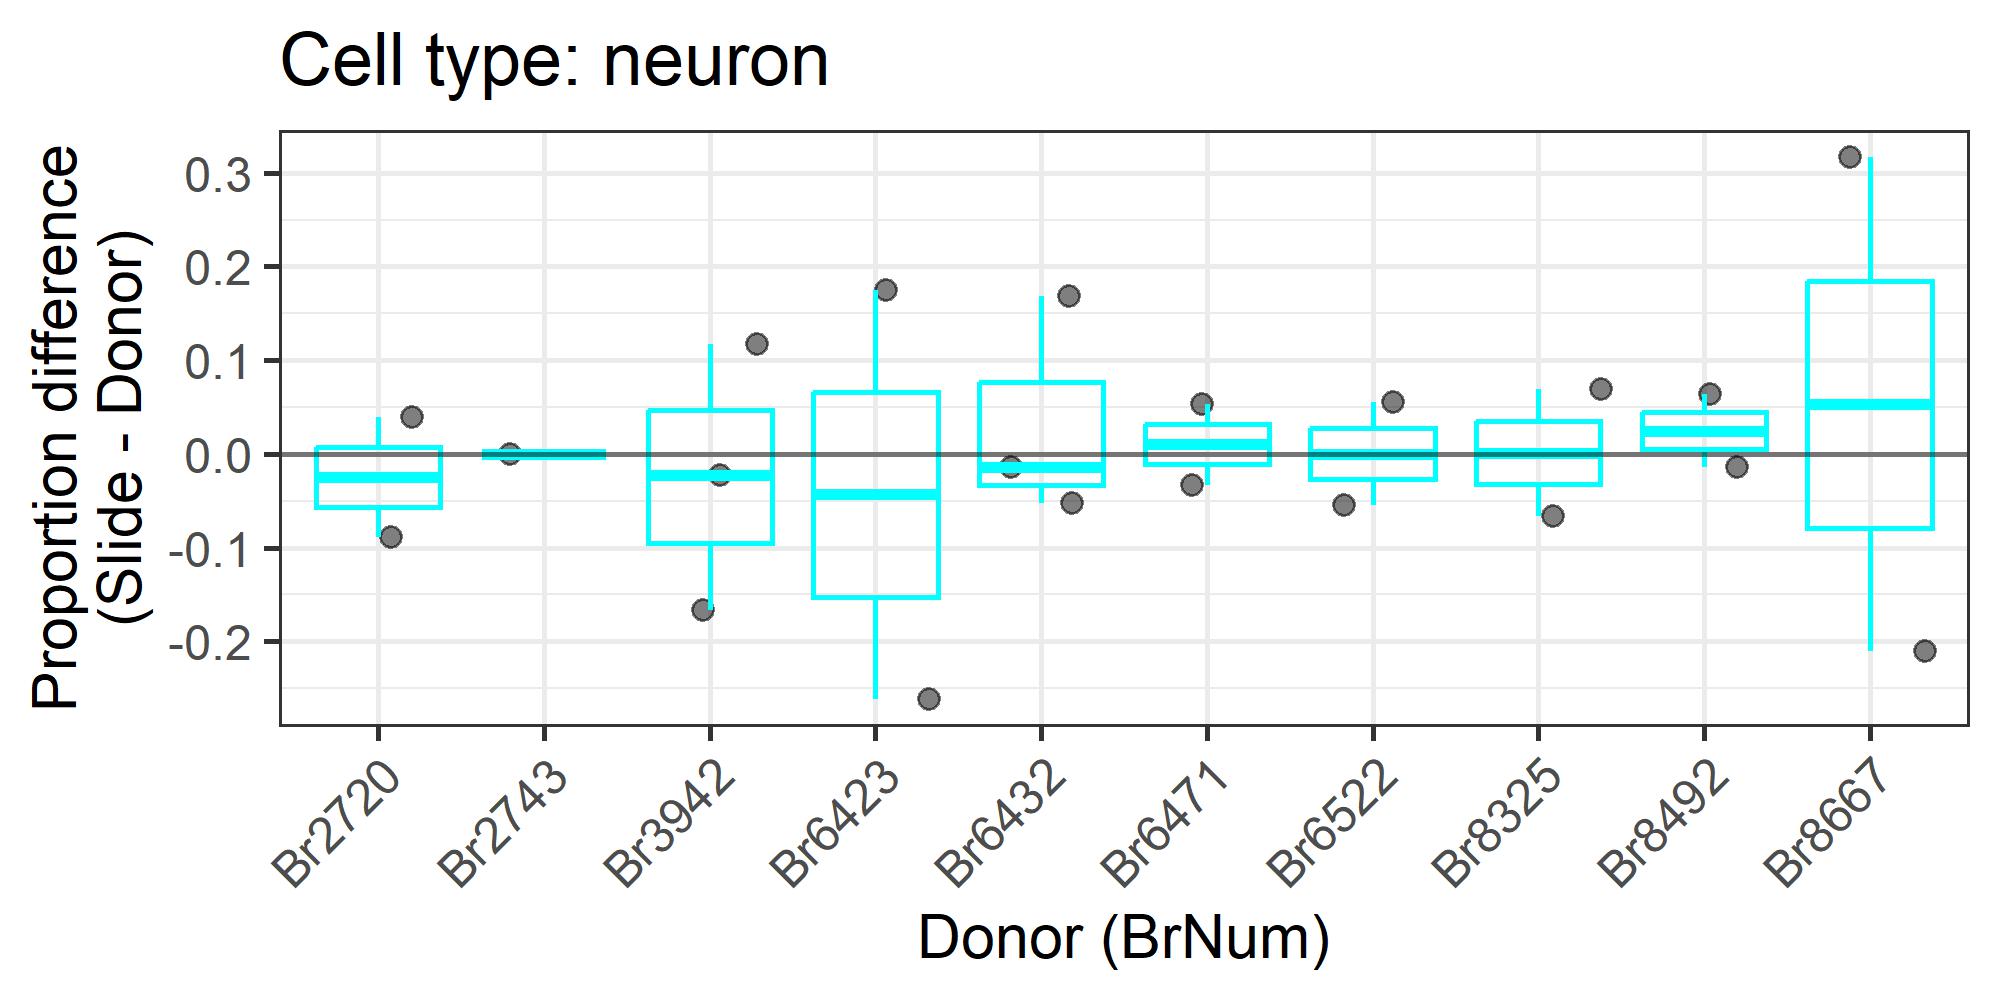 Cell type: neuron
Proportion difference
(Slide - Donor)
0.3
0.2
0.1
0.0
-0.1
-0.2
Br2720
Br2743
Br3942
Br6423
Br6432
Br6471
Br6522
Br8325
Br8492
Br8667
Donor (BrNum)